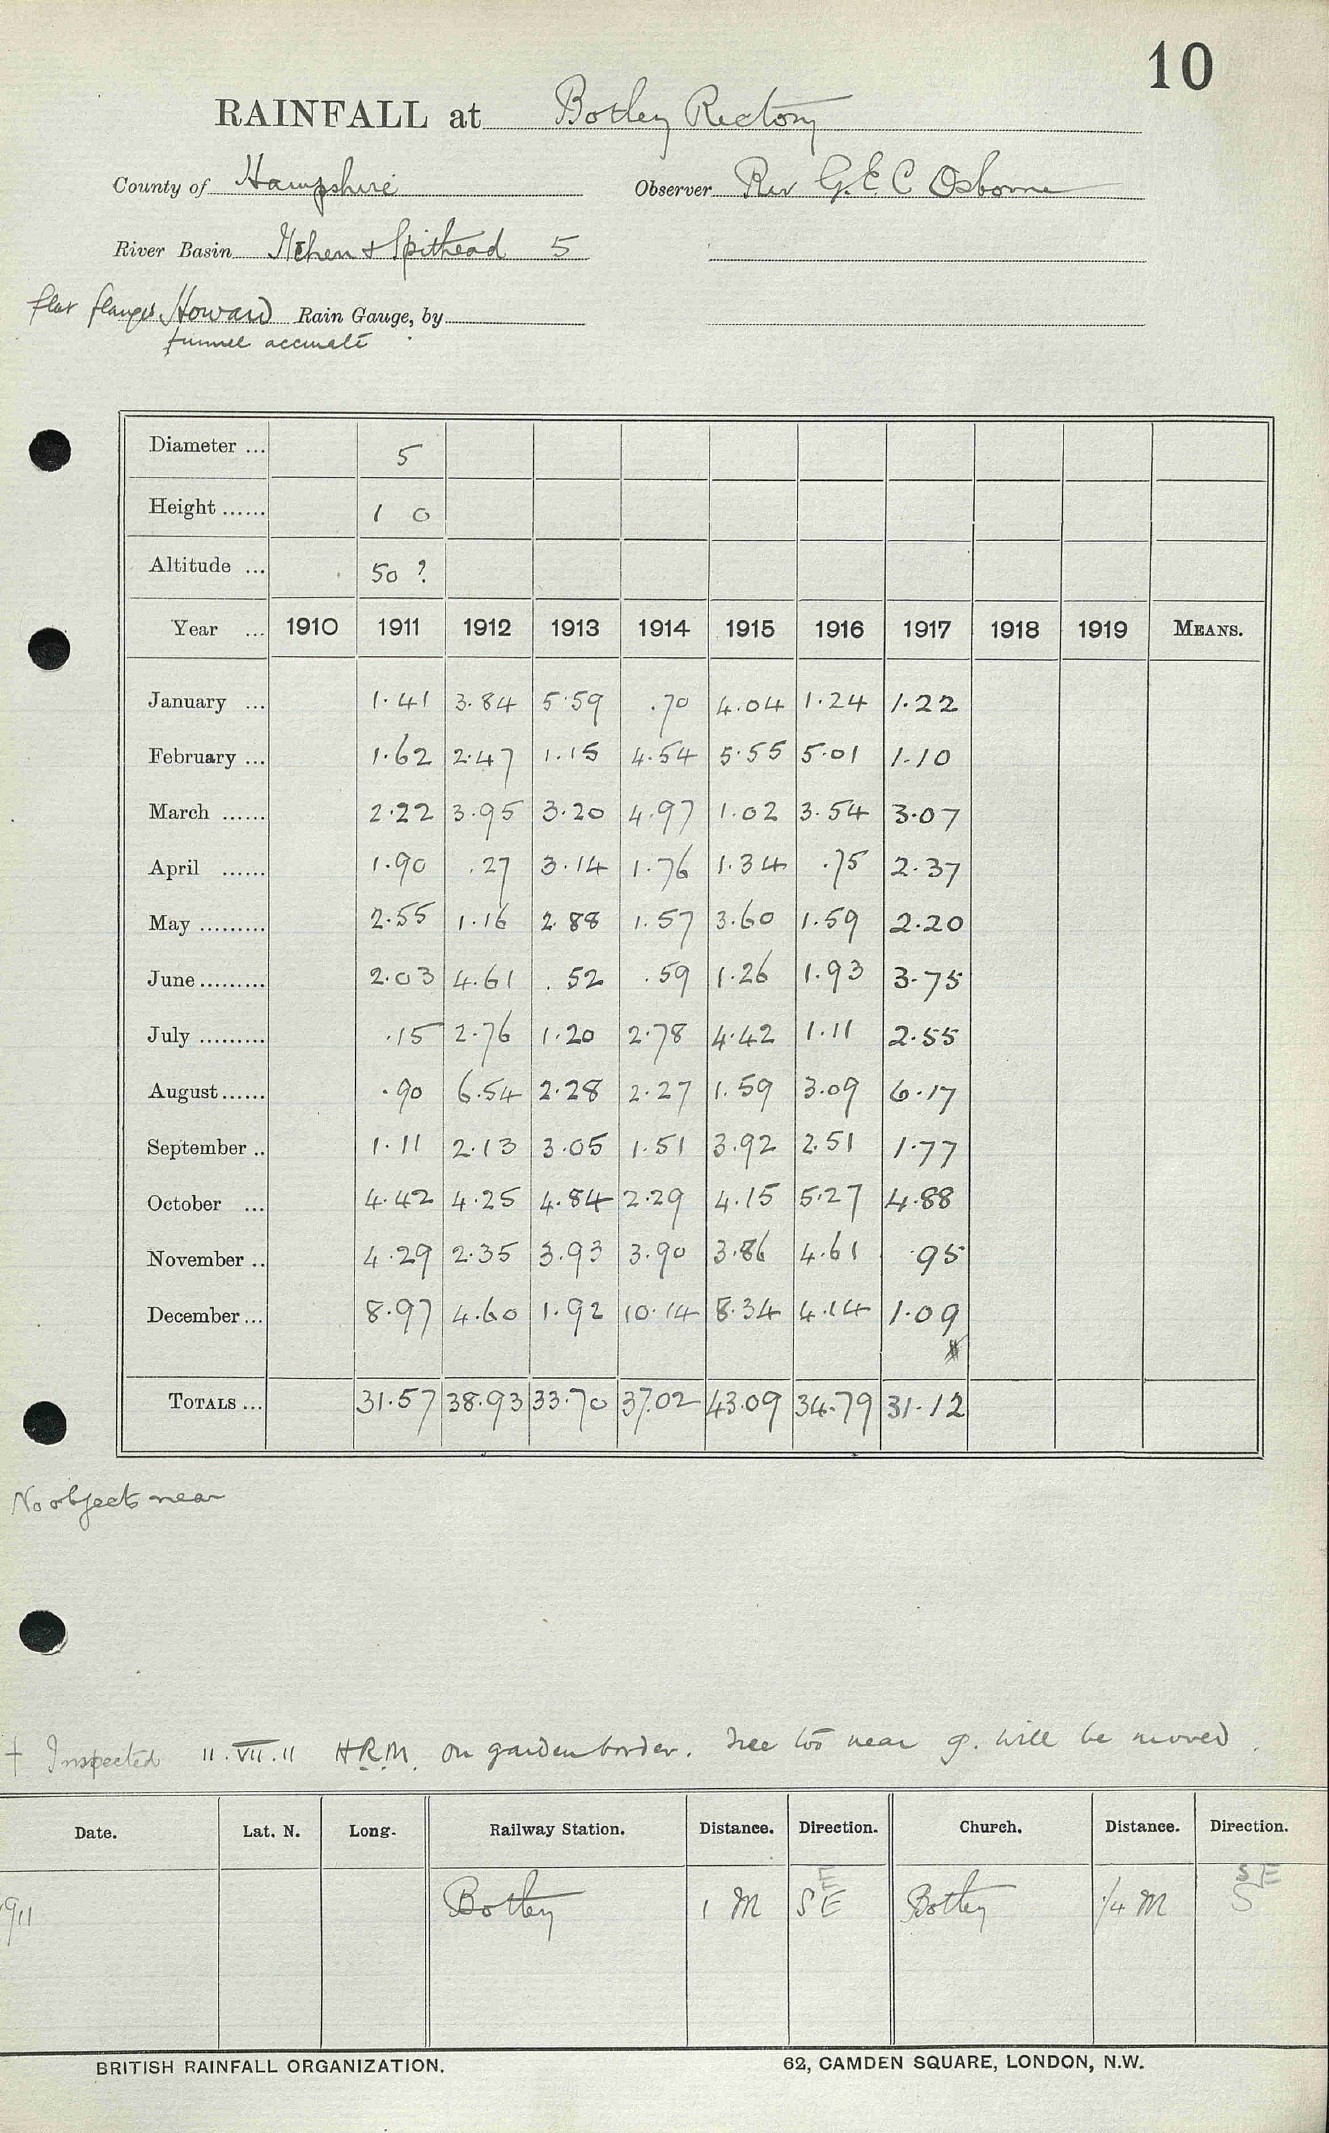 10
RAINFALL at Botley Rectory
County of Hampshire Observer Rev G. E. C Osborne
River Basin Itchen & Spithead 5
flat flanges Howard Rain Gauge, by
funnel accurate
Diameter ... 5
Height ...... 1 0
Altitude ... 50 ?
Year ... 1910 1911 1912 1913 1914 1915 1916 1917 1918 1919 MEANS.
January ... 1.41 3.84 5.59 .70 4.04 1.24 1.22
February ... 1.62 2.47 1.15 4.54 5.55 5.01 1.10
March ...... 2.22 3.95 3.20 4.97 1.02 3.54 3.07
April ...... 1.90 .27 3.14 1.76 1.34 .75 2.37
May ......... 2.55 1.16 2.88 1.57 3.60 1.59 2.20
June ......... 2.03 4.61 .52 .59 1.26 1.93 3.75
July ......... .15 2.76 1.20 2.78 4.42 1.11 2.55
August ...... .90 6.54 2.28 2.27 1.59 3.09 6.17
September .. 1.11 2.13 3.05 1.51 3.92 2.51 1.77
October ... 4.42 4.25 4.84 2.29 4.15 5.27 4.88
November .. 4.29 2.35 3.93 3.90 3.86 4.61 .95
December ... 8.97 4.60 1.92 10.14 8.34 4.14 1.09
TOTALS ... 31.57 38.93 33.70 37.02 43.09 34.79 31.12
No objects near
† Inspected 11.VII.11 H.R.M. on garden border. Tree too near g. will be moved.
Date. Lat. N. Long. Railway Station. Distance. Direction. Church. Distance. Direction.
E SE
1911 Botley 1 M SE Botley 1/4 M S
BRITISH RAINFALL ORGANIZATION. 62, CAMDEN SQUARE, LONDON, N.W.